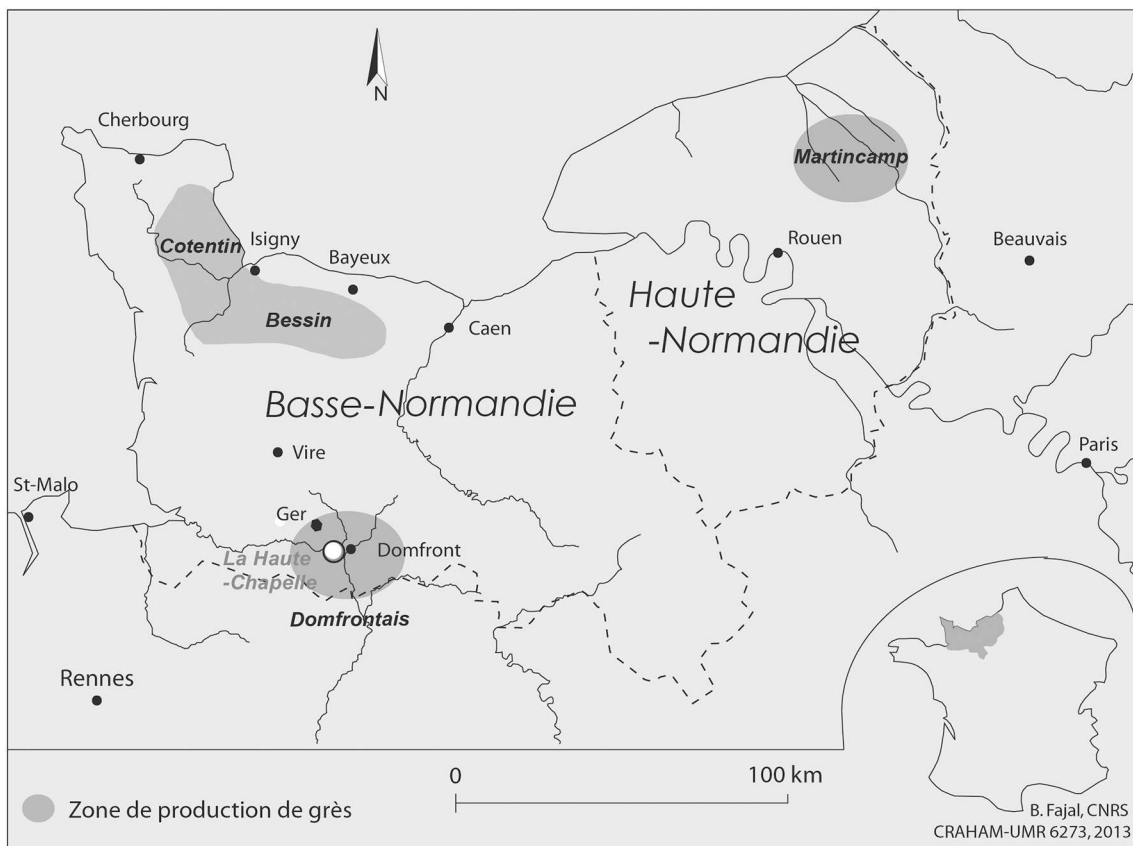 N
Cherbourg
Martincamp
Cotentin
Isigny
Bayeux
Rouen
Beauvais
Bessin
Caen
Haute
-Normandie
Basse-Normandie
Vire
Paris
St-Malo
Ger
La Haute
-Chapelle
Domfront
Domfrontais
Rennes
0
100 km
Zone de production de grès
B. Fajal, CNRS
CRAHAM-UMR 6273, 2013